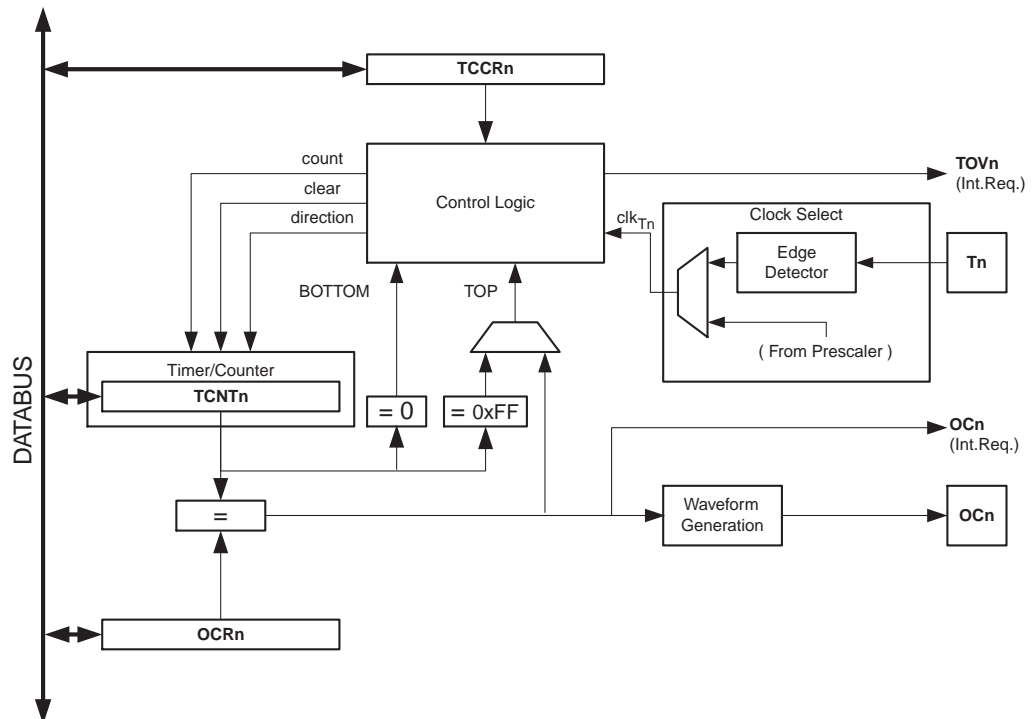 TCCRn
count
clear
direction
Control Logic
TOVn
(Int.Req.)
clkTn
Clock Select
Edge
Detector
Tn
( From Prescaler )
BOTTOM
TOP
Timer/Counter
TCNTn
= 0
= 0xFF
DATABUS
OCn
(Int.Req.)
=
Waveform
Generation
OCn
OCRn